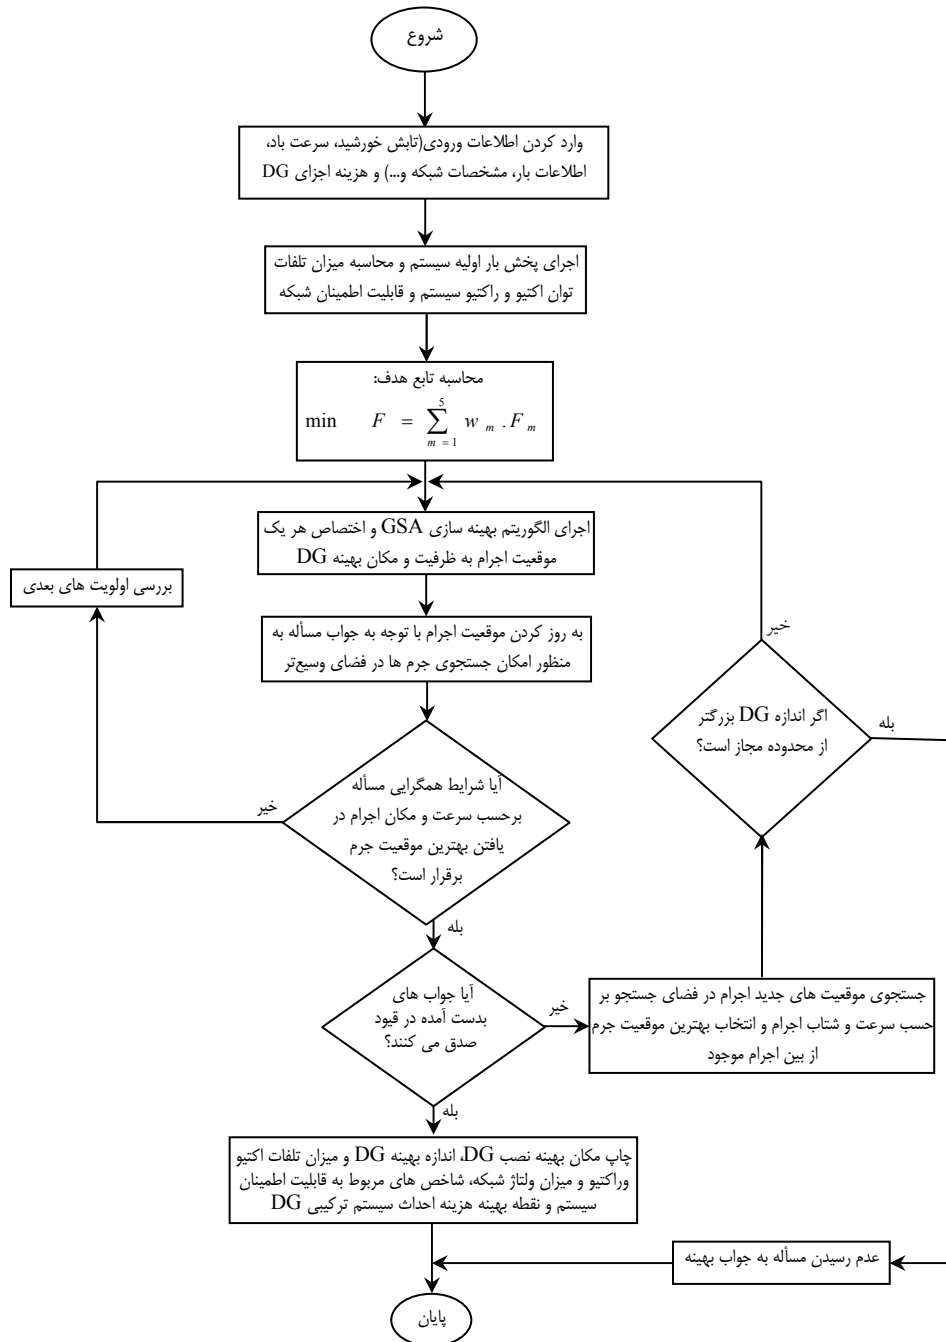 شروع
وارد کردن اطلاعات ورودی(تابش خورشید، سرعت باد،
اطلاعات بار، مشخصات شبکه و...) و هزینه اجزای DG
اجرای پخش بار اولیه سیستم و محاسبه میزان تلفات
توان اکتیو و راکتیو سیستم و قابلیت اطمینان شبکه
محاسبه تابع هدف:
min F = \sum_{m=1}^{5} w_m . F_m
اجرای الگوریتم بهینه سازی GSA و اختصاص هر یک
موقعیت اجرام به ظرفیت و مکان بهینه DG
بررسی اولویت های بعدی
به روز کردن موقعیت اجرام با توجه به جواب مسأله به
منظور امکان جستجوی جرم ها در فضای وسیع‌تر
خیر
اگر اندازه DG بزرگتر
از محدوده مجاز است؟
بله
آیا شرایط همگرایی مسأله
برحسب سرعت و مکان اجرام در
یافتن بهترین موقعیت جرم
برقرار است؟
خیر
بله
آیا جواب های
بدست آمده در قیود
صدق می کنند؟
خیر
جستجوی موقعیت های جدید اجرام در فضای جستجو بر
حسب سرعت و شتاب اجرام و انتخاب بهترین موقعیت جرم
از بین اجرام موجود
بله
چاپ مکان بهینه نصب DG، اندازه بهینه DG و میزان تلفات اکتیو
وراکتیو و میزان ولتاژ شبکه، شاخص های مربوط به قابلیت اطمینان
سیستم و نقطه بهینه هزینه احداث سیستم ترکیبی DG
عدم رسیدن مسأله به جواب بهینه
پایان